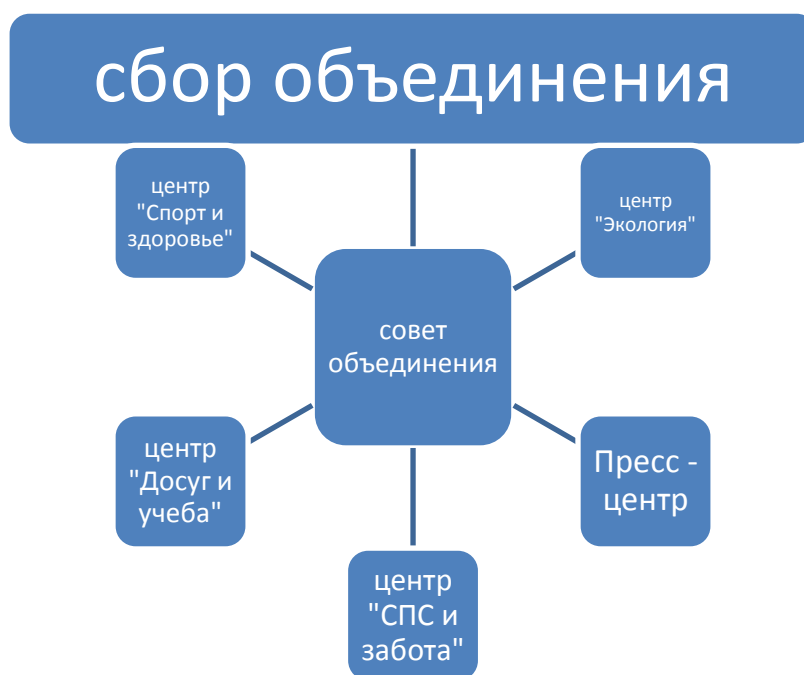 сбор объединения
центр
"Спорт и
здоровье"
центр
"Экология"
совет
объединения
центр
"Досуг и
учеба"
Пресс -
центр
центр
"СПС и
забота"